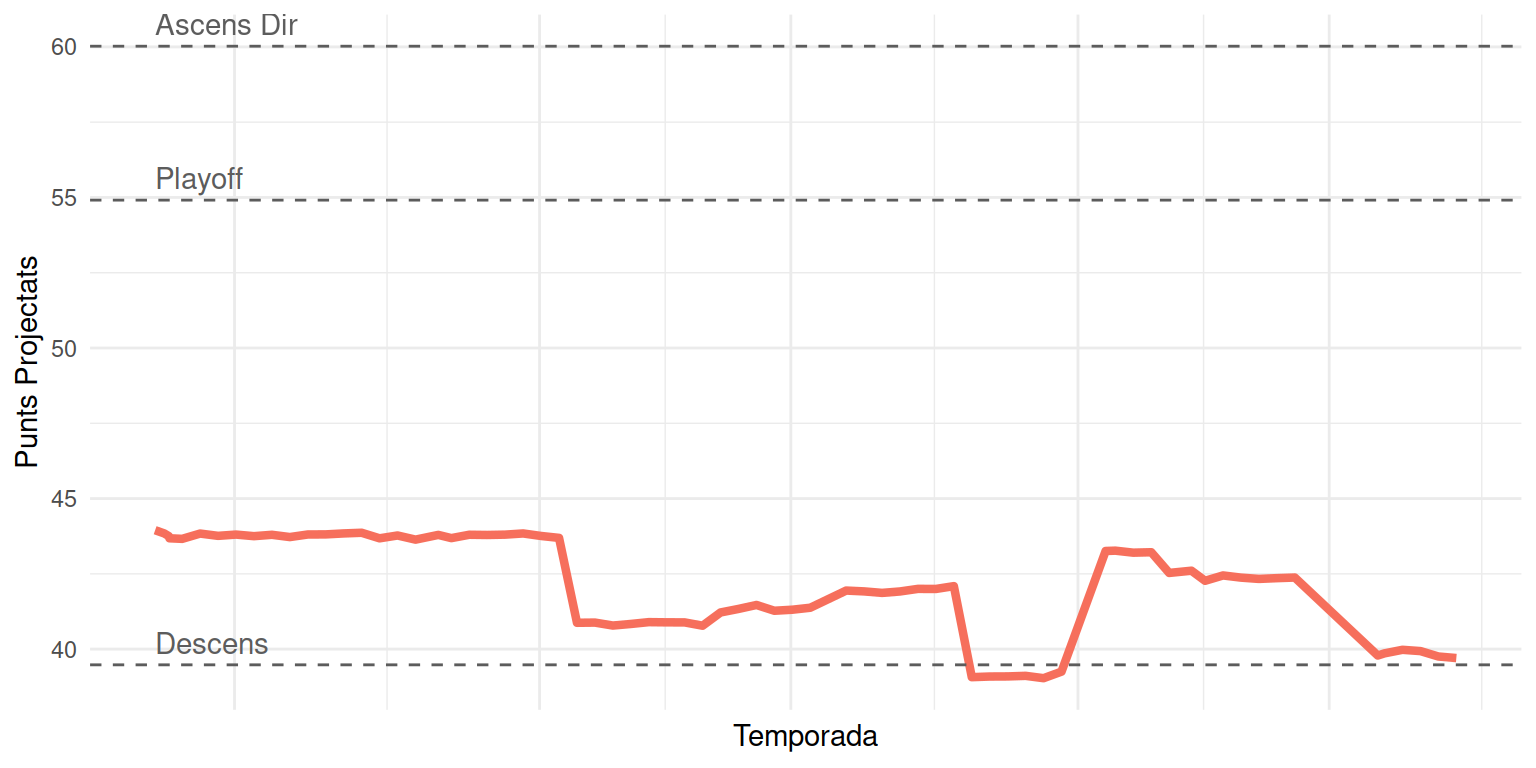 Ascens Dir
60
Playoff
55
Punts Projectats
50
45
Descens
40
Temporada